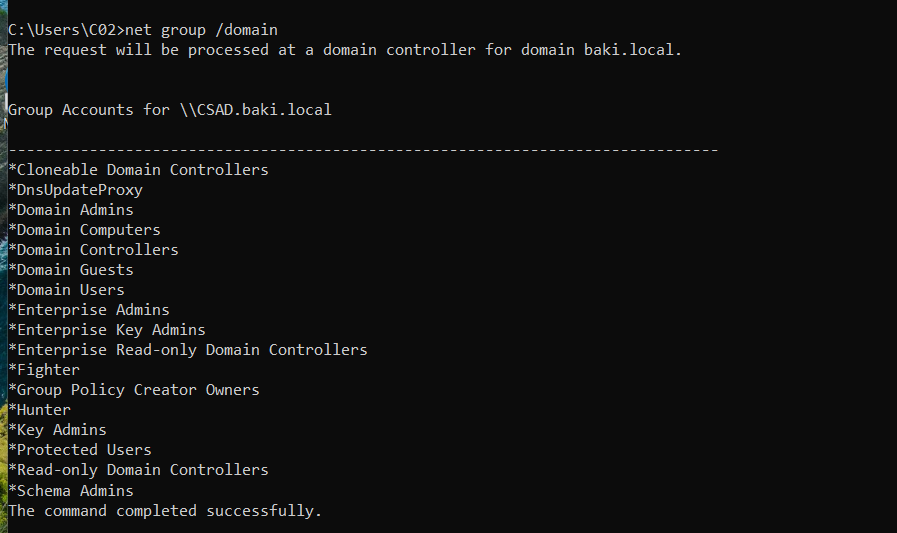 C:\Users\C02>net group /domain
The request will be processed at a domain controller for domain baki.local.
Group Accounts for \\CSAD.baki.local
-------------------------------------------------------------------------------
*Cloneable Domain Controllers
*DnsUpdateProxy
*Domain Admins
*Domain Computers
*Domain Controllers
*Domain Guests
*Domain Users
*Enterprise Admins
*Enterprise Key Admins
*Enterprise Read-only Domain Controllers
*Fighter
*Group Policy Creator Owners
*Hunter
*Key Admins
*Protected Users
*Read-only Domain Controllers
*Schema Admins
The command completed successfully.